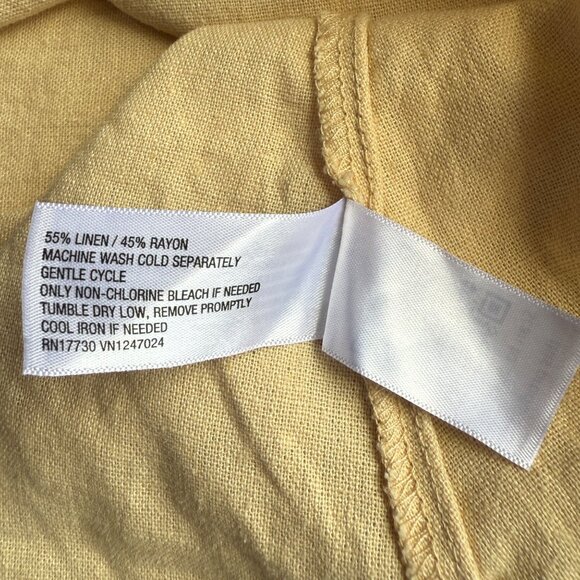 55% LINEN / 45% RAYON
MACHINE WASH COLD SEPARATELY
GENTLE CYCLE
ONLY NON-CHLORINE BLEACH IF NEEDED
TUMBLE DRY LOW, REMOVE PROMPTLY
COOL IRON IF NEEDED
RN17730 VN1247024